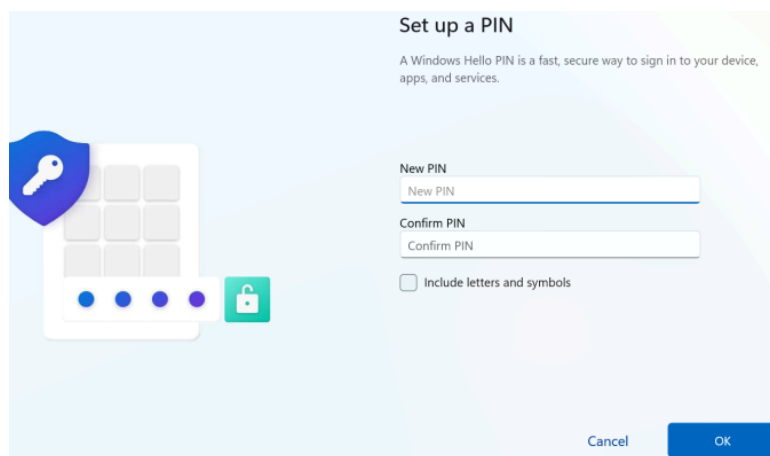 Set up a PIN
A Windows Hello PIN is a fast, secure way to sign in to your device,
apps, and services.
New PIN
New PIN
Confirm PIN
Confirm PIN
Include letters and symbols
Cancel
OK